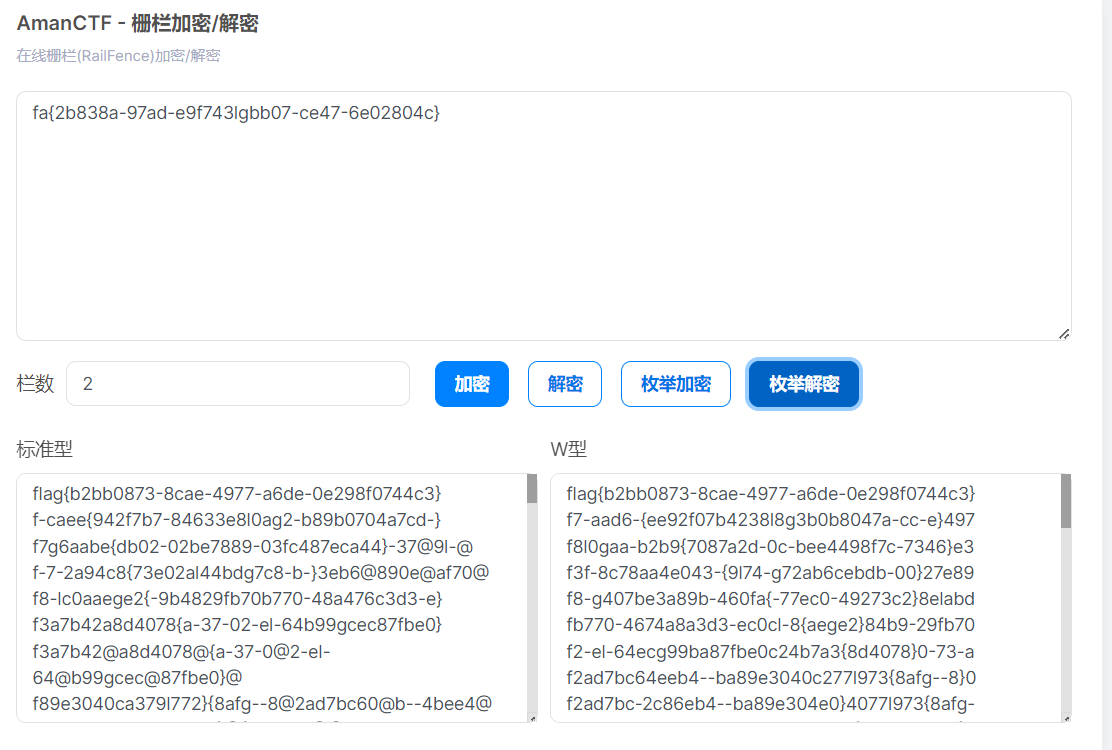 AmanCTF - 栅栏加密/解密
在线栅栏(RailFence)加密/解密
fa{2b838a-97ad-e9f743lgbb07-ce47-6e02804c}
栏数
2
加密
解密
枚举加密
枚举解密
标准型
W型
flag{b2bb0873-8cae-4977-a6de-0e298f0744c3}
f-caee{942f7b7-84633e8l0ag2-b89b0704a7cd-}
f7g6aabe{db02-02be7889-03fc487eca44}-37@9l-@
f-7-2a94c8{73e02al44bdg7c8-b-}3eb6@890e@af70@
f8-lc0aaege2{-9b4829fb70b770-48a476c3d3-e}
f3a7b42a8d4078{a-37-02-el-64b99gcec87fbe0}
f3a7b42@a8d4078@{a-37-0@2-el-
64@b99gcec@87fbe0}@
f89e3040ca379l772}{8afg--8@2ad7bc60@b--4bee4@
flag{b2bb0873-8cae-4977-a6de-0e298f0744c3}
f7-aad6-{ee92f07b4238l8g3b0b8047a-cc-e}497
f8l0gaa-b2b9{7087a2d-0c-bee4498f7c-7346}e3
f3f-8c78aa4e043-{9l74-g72ab6cebdb-00}27e89
f8-g407be3a89b-460fa{-77ec0-49273c2}8elabd
fb770-4674a8a3d3-ec0cl-8{aege2}84b9-29fb70
f2-el-64ecg99ba87fbe0c24b7a3{8d4078}0-73-a
f2ad7bc64eeb4--ba89e3040c277l973{8afg--8}0
f2ad7bc-2c86eb4--ba89e304e0}4077l973{8afg-